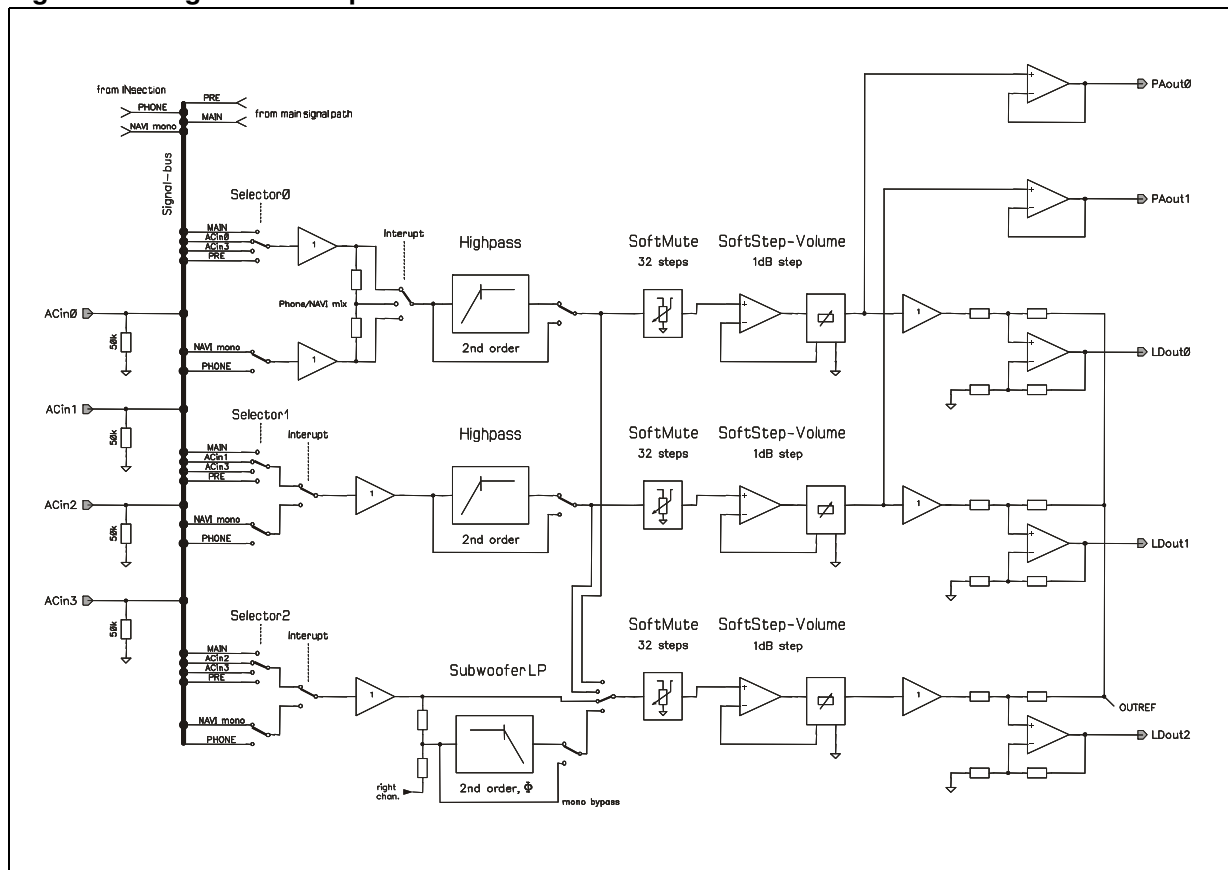 from INsection
PHONE
NAVI mono
PRE
MAIN
from main signal path
Signal-bus
PAout0
PAout1
Selector0
MAIN
ACin0
ACin3
PRE
Interupt
Highpass
2nd order
SoftMute
32 steps
SoftStep-Volume
1dB step
1
Phone/NAVI mix
NAVI mono
PHONE
1
1
ACin0
50k
LDout0
ACin1
50k
Selector1
MAIN
ACin1
ACin3
PRE
Interupt
NAVI mono
PHONE
1
Highpass
2nd order
SoftMute
32 steps
SoftStep-Volume
1dB step
1
ACin2
50k
LDout1
ACin3
50k
Selector2
MAIN
ACin2
ACin3
PRE
Interupt
NAVI mono
PHONE
1
Subwoofer LP
2nd order, Φ
right
chan.
mono bypass
SoftMute
32 steps
SoftStep-Volume
1dB step
1
OUTREF
LDout2